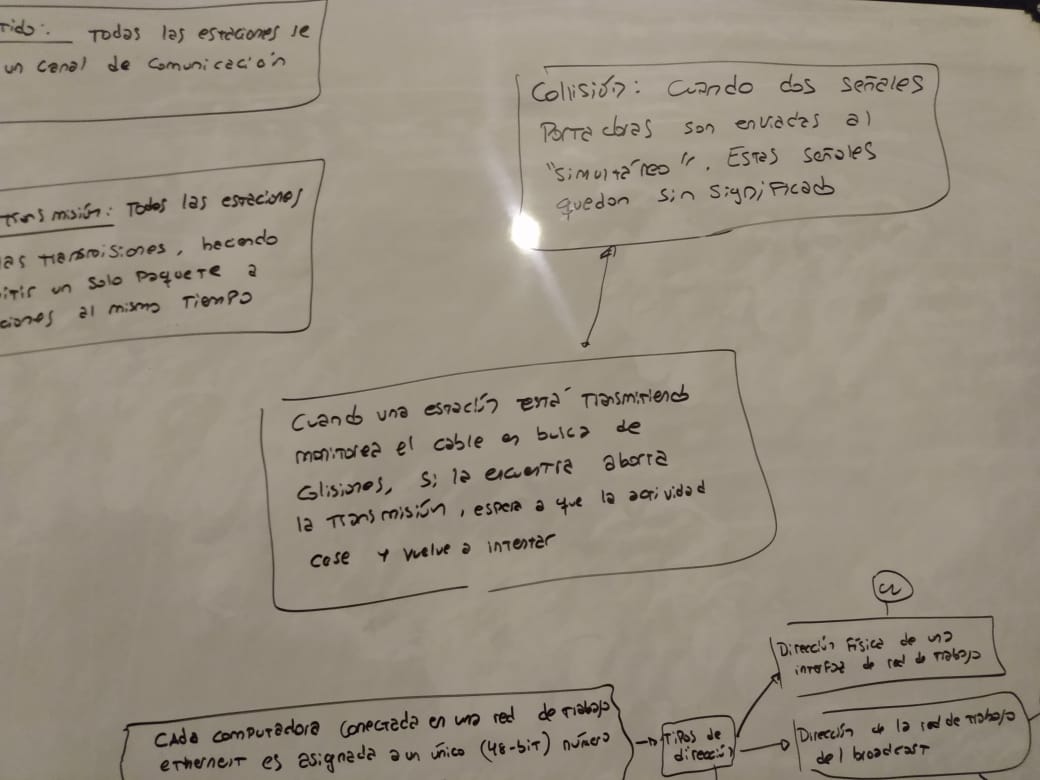 tido: Todas las estaciones se
un canal de comunicación
Colisión: Cuando dos señales
Portadoras son enviadas al
"simultáneo". Estas señales
quedan sin significado
transmisión: Todas las estaciones
las transmisiones, haciendo
itir un solo paquete a
ciones al mismo tiempo
Cuando una estación está transmitiendo
monitorea el cable en busca de
colisiones, si la encuentra aborta
la transmisión, espera a que la actividad
cese y vuelve a intentar
a
Dirección física de una
interfaz de red de trabajo
CAda computadora conectada en una red de trabajo
ethernet es asignada a un único (48-bit) número
Tipos de
dirección
Dirección de la red de trabajo
del broadcast